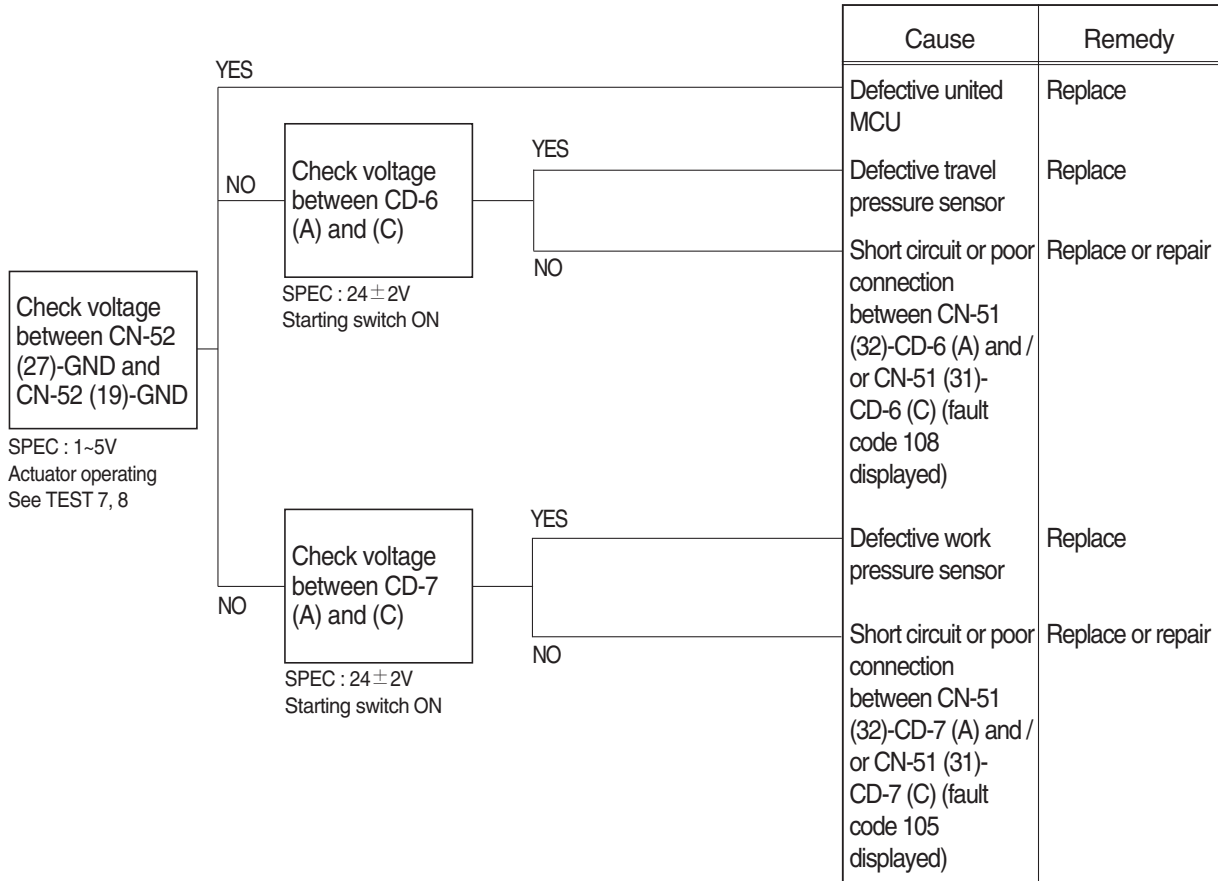 Cause
Remedy
YES
Defective united
MCU
Replace
NO
Check voltage
between CD-6
(A) and (C)
SPEC : 24±2V
Starting switch ON
YES
Defective travel
pressure sensor
Replace
NO
Short circuit or poor
connection
between CN-51
(32)-CD-6 (A) and /
or CN-51 (31)-
CD-6 (C) (fault
code 108
displayed)
Replace or repair
Check voltage
between CN-52
(27)-GND and
CN-52 (19)-GND
SPEC : 1~5V
Actuator operating
See TEST 7, 8
NO
Check voltage
between CD-7
(A) and (C)
SPEC : 24±2V
Starting switch ON
YES
Defective work
pressure sensor
Replace
NO
Short circuit or poor
connection
between CN-51
(32)-CD-7 (A) and /
or CN-51 (31)-
CD-7 (C) (fault
code 105
displayed)
Replace or repair